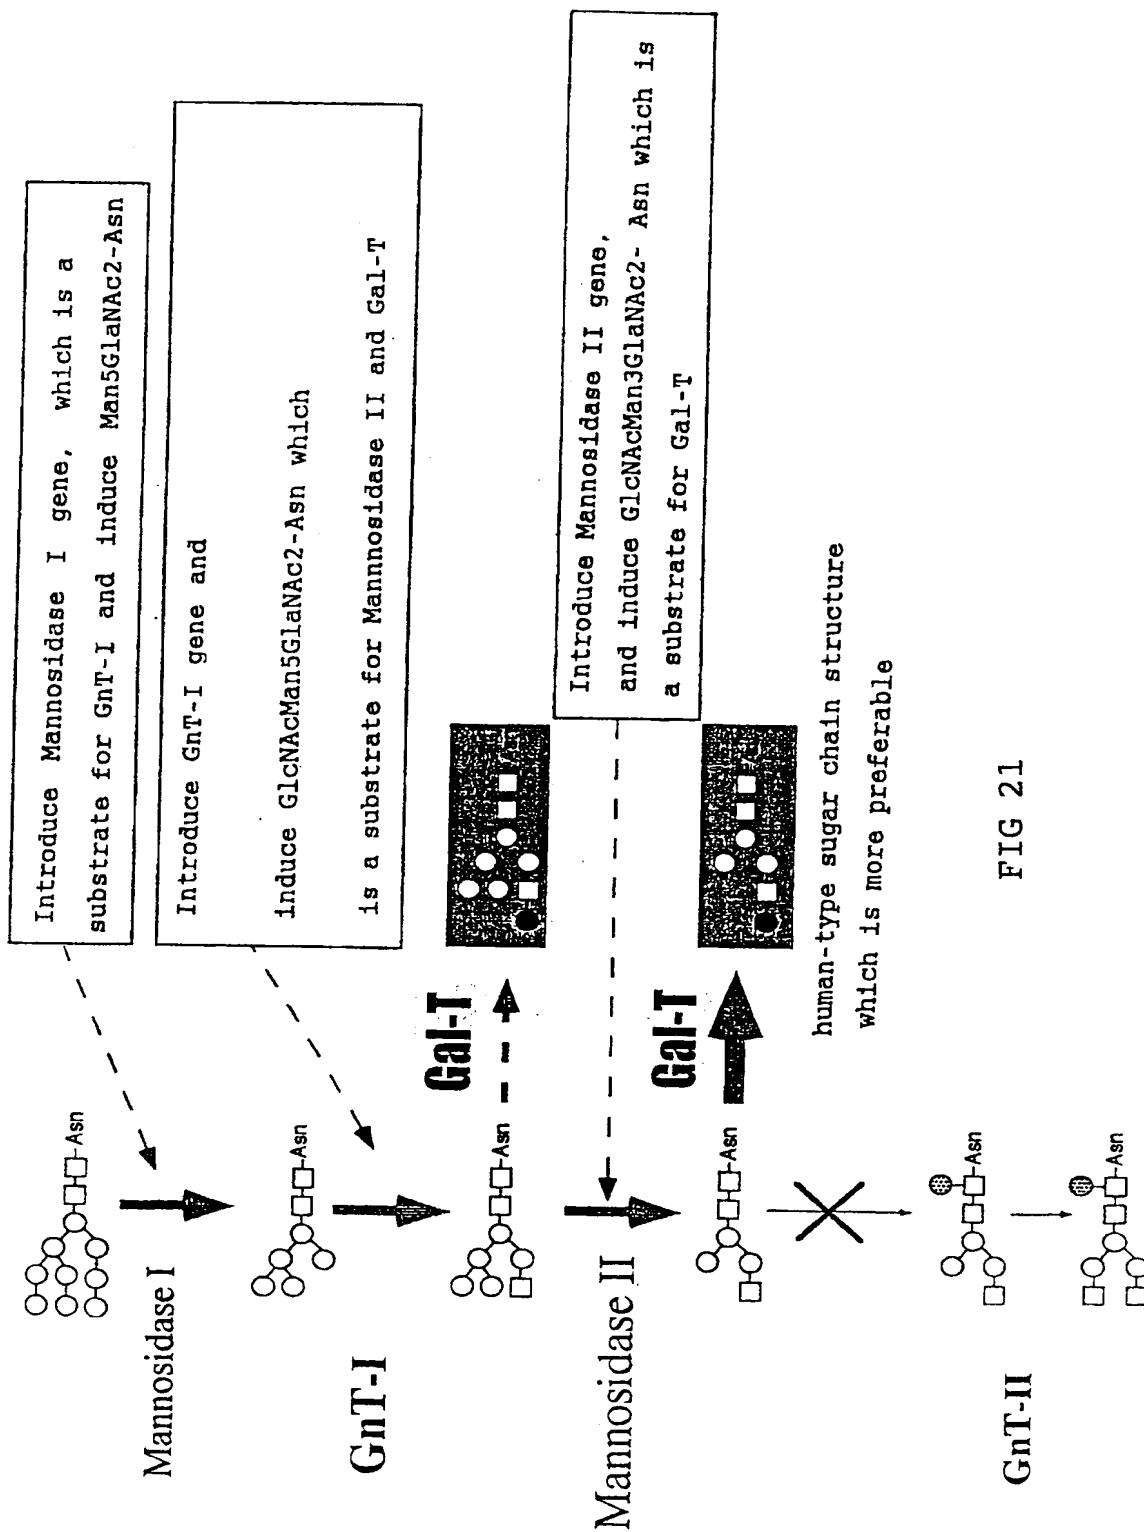 Introduce Mannosidase I gene, which is a
substrate for GnT-I and induce Man5GlaNAc2-Asn
Introduce GnT-I gene and
induce GlcNAcMan5GlaNAc2-Asn which
is a substrate for Mannnosidase II and Gal-T
Introduce Mannosidase II gene,
and induce GlcNAcMan3GlaNAc2- Asn which is
a substrate for Gal-T
Asn
Mannosidase I
Asn
GnT-I
Asn
Gal-T
Asn
Mannosidase II
Asn
Gal-T
Asn
human-type sugar chain structure
which is more preferable
Asn
GnT-II
Asn
FIG 21